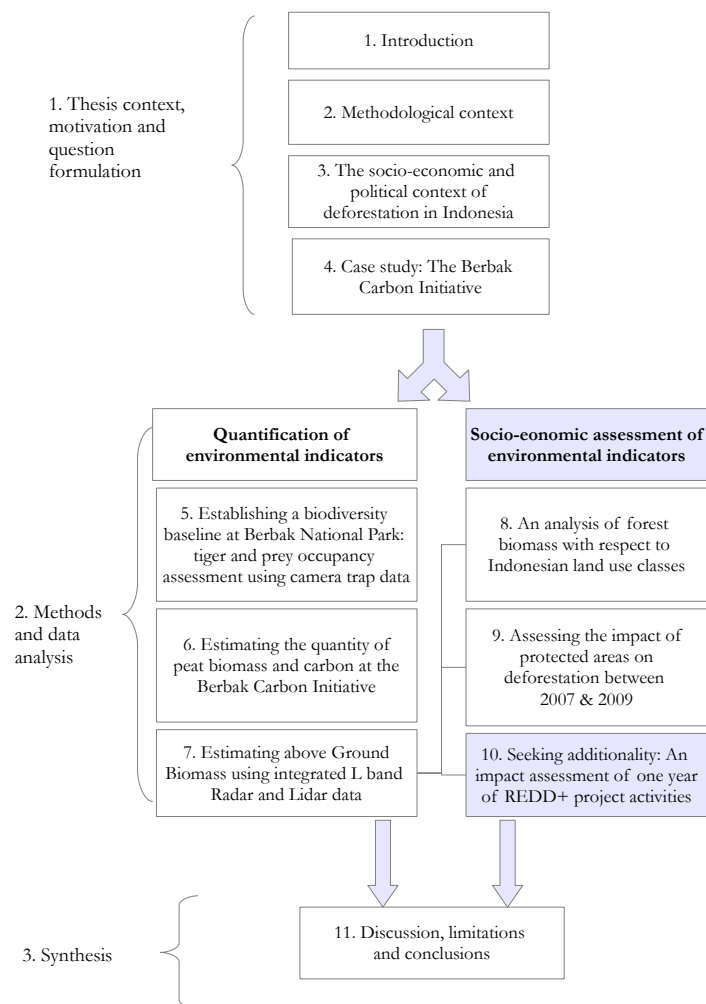 1. Introduction
1. Thesis context,
motivation and
question
formulation
2. Methodological context
3. The socio-economic and
political context of
deforestation in Indonesia
4. Case study: The Berbak
Carbon Initiative
Quantification of
environmental indicators
Socio-eonomic assessment of
environmental indicators
2. Methods
and data
analysis
5. Establishing a biodiversity
baseline at Berbak National Park:
tiger and prey occupancy
assessment using camera trap data
6. Estimating the quantity of
peat biomass and carbon at the
Berbak Carbon Initiative
7. Estimating above Ground
Biomass using integrated L band
Radar and Lidar data
8. An analysis of forest
biomass with respect to
Indonesian land use classes
9. Assessing the impact of
protected areas on
deforestation between
2007 & 2009
10. Seeking additionality: An
impact assessment of one year
of REDD+ project activities
3. Synthesis
11. Discussion, limitations
and conclusions